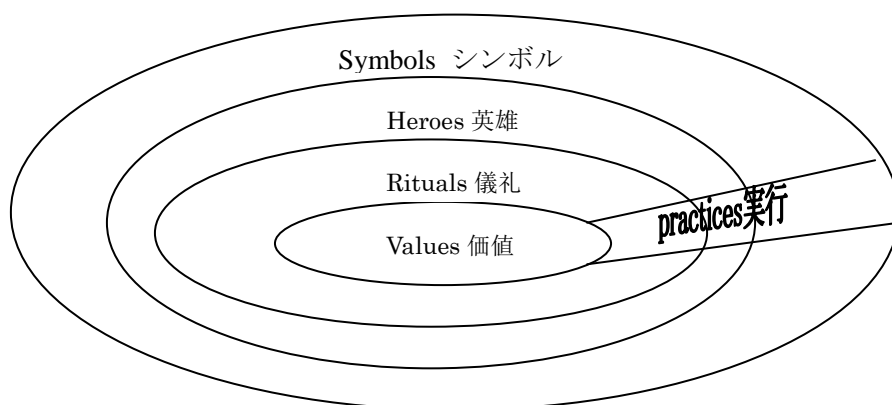 Symbols シンボル
Heroes 英雄
Rituals 儀礼
practices実行
Values 価値